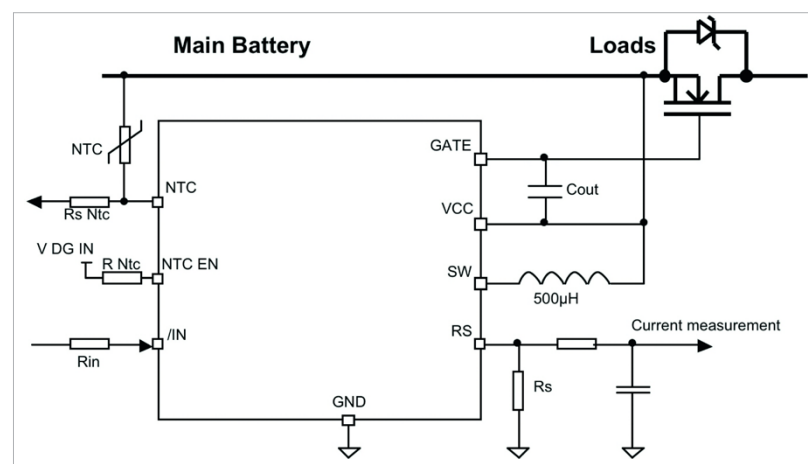 Main Battery
Loads
NTC
GATE
NTC
Cout
Rs Ntc
VCC
V DG IN
R Ntc
NTC EN
SW
500µH
/IN
RS
Current measurement
Rin
Rs
GND